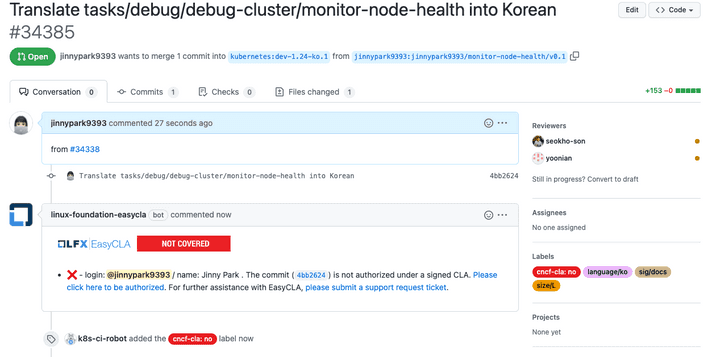 Translate tasks/debug/debug-cluster/monitor-node-health into Korean
#34385
Edit
Code
Open
jinnypark9393 wants to merge 1 commit into kubernetes:dev-1.24-ko.1 from jinnypark9393:jinnypark9393/monitor-node-health/v0.1
Conversation 0
Commits 1
Checks 0
Files changed 1
+153 −0
jinnypark9393 commented 27 seconds ago
from #34338
Translate tasks/debug/debug-cluster/monitor-node-health into Korean
4bb2624
linux-foundation-easycla bot commented now
LFX EasyCLA NOT COVERED
- login: @jinnypark9393 / name: Jinny Park . The commit ( 4bb2624 ) is not authorized under a signed CLA. Please
click here to be authorized. For further assistance with EasyCLA, please submit a support request ticket.
k8s-ci-robot added the cncf-cla: no label now
Reviewers
seokho-son
yoonian
Still in progress? Convert to draft
Assignees
No one assigned
Labels
cncf-cla: no language/ko sig/docs
size/L
Projects
None yet